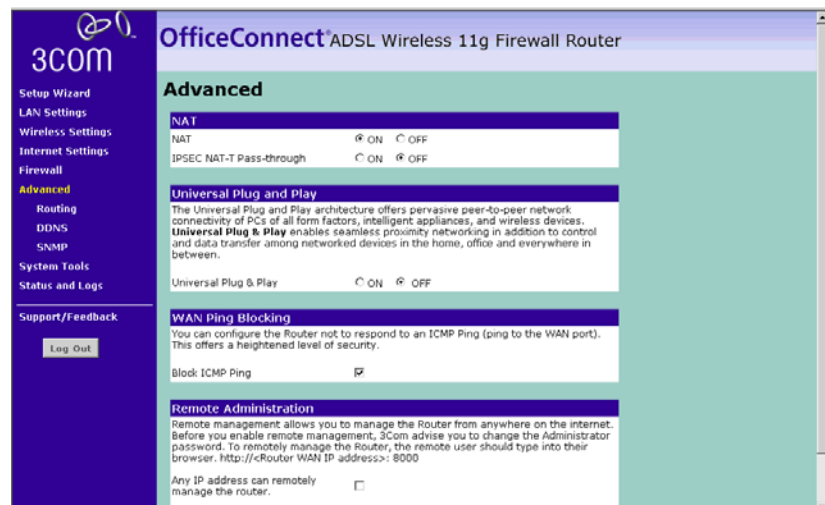 3COM
OfficeConnect® ADSL Wireless 11g Firewall Router
Setup Wizard
LAN Settings
Wireless Settings
Internet Settings
Firewall
Advanced
Routing
DDNS
SNMP
System Tools
Status and Logs
Support/Feedback
Log Out
Advanced
NAT
NAT ON OFF
IPSEC NAT-T Pass-through ON OFF
Universal Plug and Play
The Universal Plug and Play architecture offers pervasive peer-to-peer network
connectivity of PCs of all form factors, intelligent appliances, and wireless devices.
Universal Plug & Play enables seamless proximity networking in addition to control
and data transfer among networked devices in the home, office and everywhere in
between.
Universal Plug & Play ON OFF
WAN Ping Blocking
You can configure the Router not to respond to an ICMP Ping (ping to the WAN port).
This offers a heightened level of security.
Block ICMP Ping
Remote Administration
Remote management allows you to manage the Router from anywhere on the internet.
Before you enable remote management, 3Com advise you to change the Administrator
password. To remotely manage the Router, the remote user should type into their
browser. http://<Router WAN IP address>: 8000
Any IP address can remotely
manage the router.